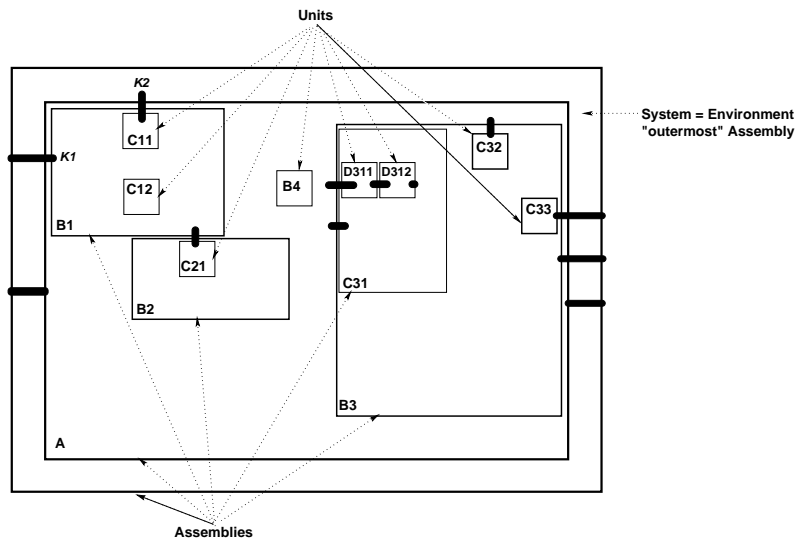 Units
K2
System = Environment
"outermost" Assembly
C11
C32
K1
D311
D312
C12
B4
C33
B1
C21
C31
B2
B3
A
Assemblies